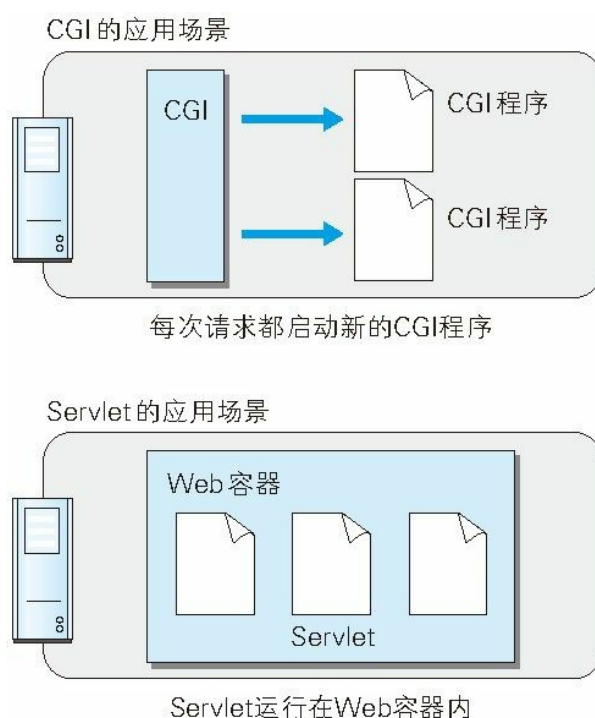 CGI的应用场景
CGI
CGI程序
CGI程序
每次请求都启动新的CGI程序
Servlet的应用场景
Web容器
Servlet
Servlet运行在Web容器内